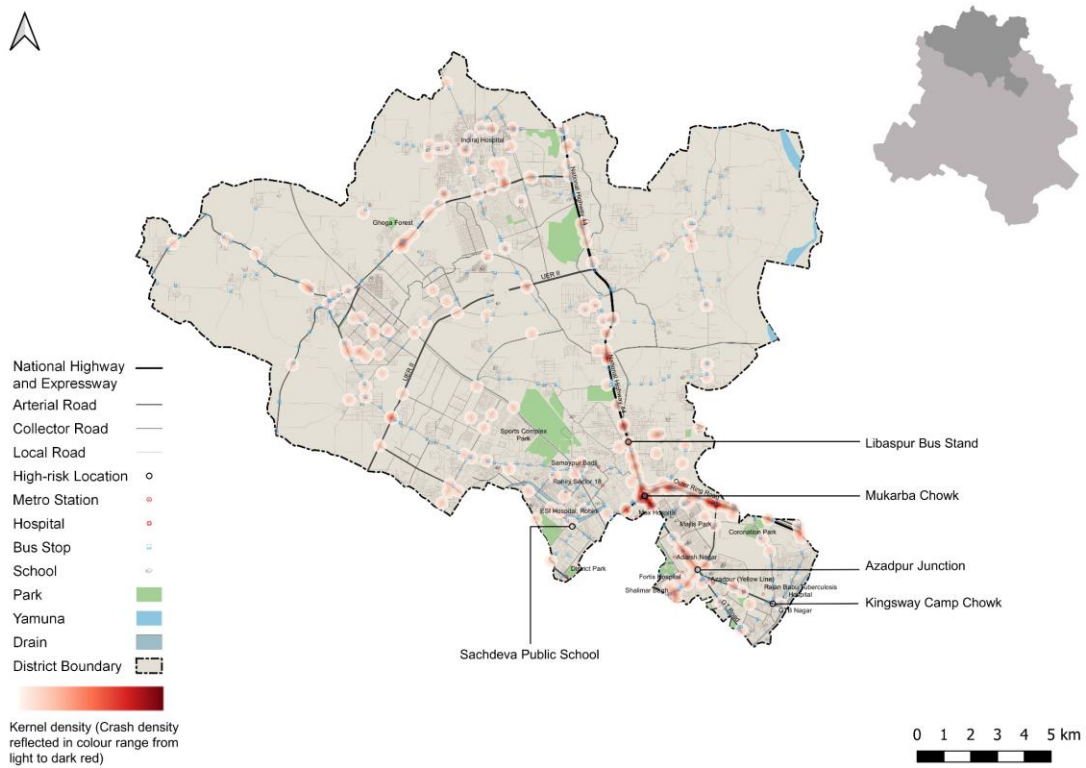 Indiraj Hospital
National Highway 44
Ghoga Forest
UER II
UER II
National Highway 44
National Highway
and Expressway
Arterial Road
Collector Road
Local Road
High-risk Location
Metro Station
Hospital
Bus Stop
School
Park
Yamuna
Drain
District Boundary
Kernel density (Crash density
reflected in colour range from
light to dark red)
Sports Complex
Park
Libaspur Bus Stand
Samaypur Badli
Rohini Sector 18
Outer Ring Road
Mukarba Chowk
ESI Hospital, Rohini
Max Hospital
Majlis Park
Coronation Park
Adarsh Nagar
Azadpur Junction
District Park
Fortis Hospital
Azadpur (Yellow Line)
Shalimar Bagh
Rajan Babu Tuberculosis
Hospital
Kingsway Camp Chowk
GT Road
GTB Nagar
Sachdeva Public School
0 1 2 3 4 5 km